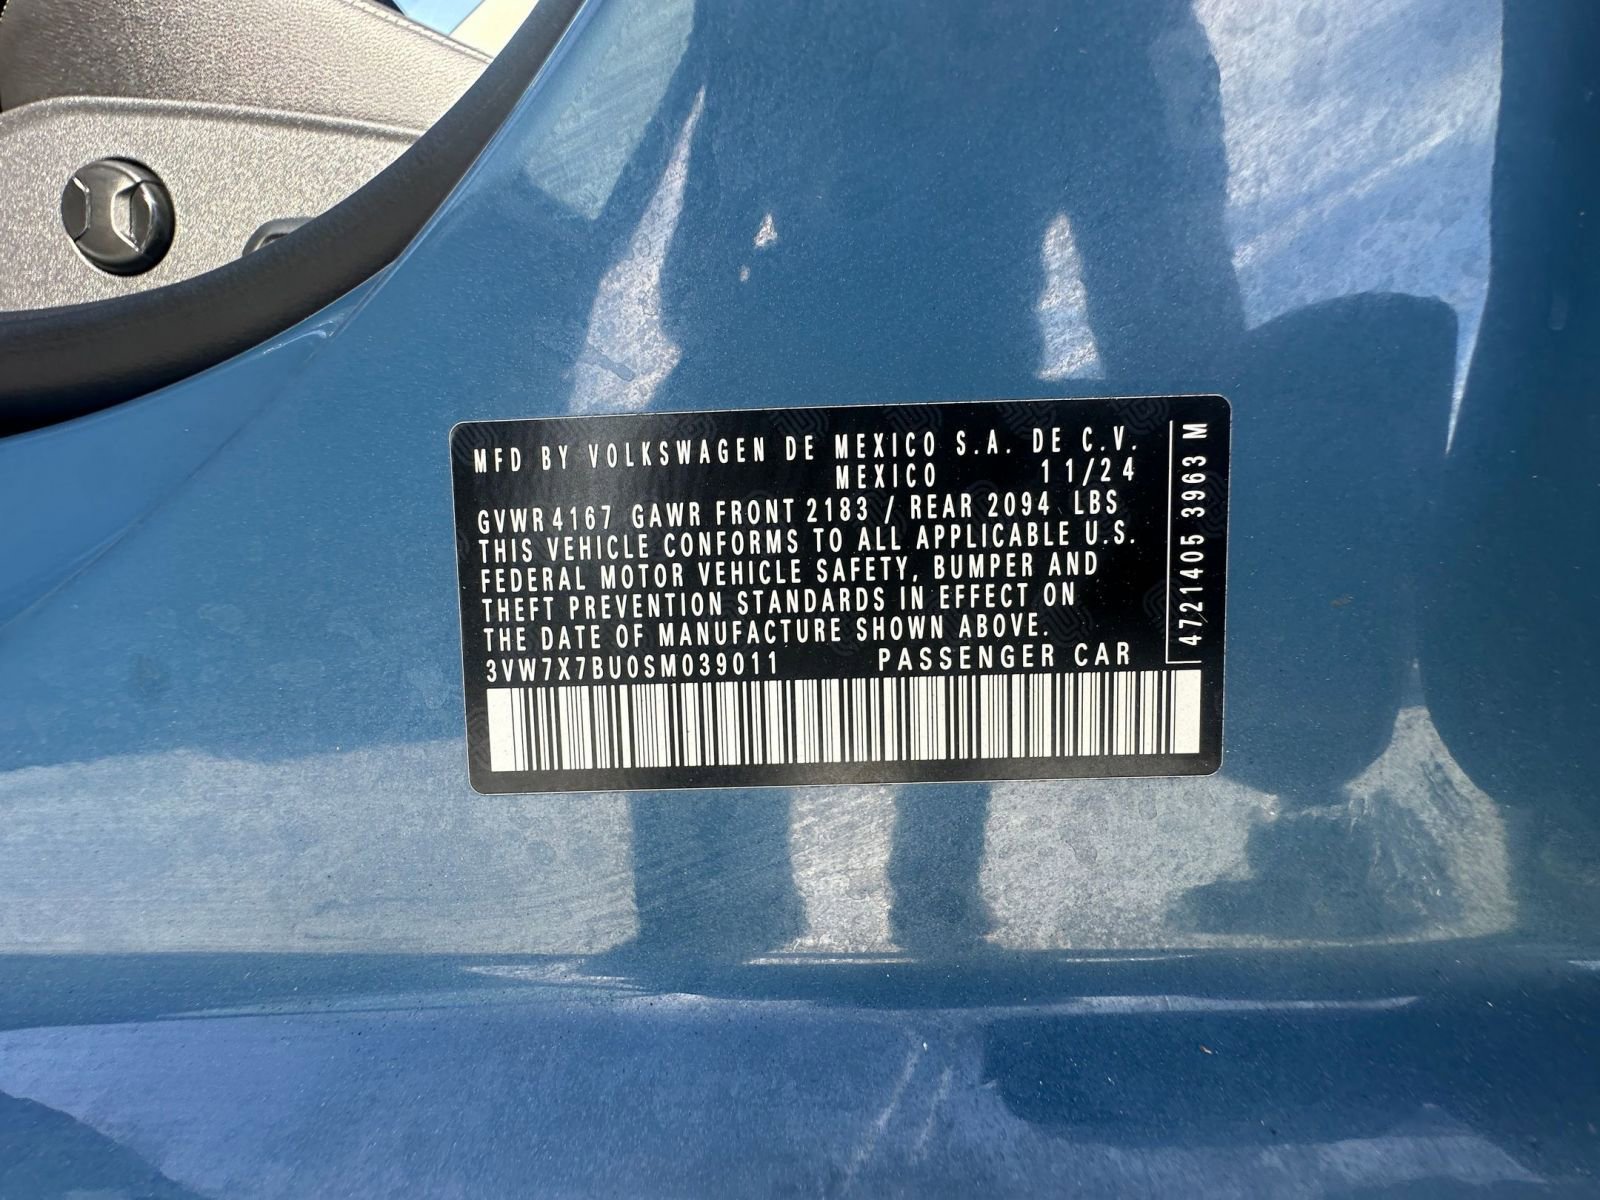 MFD BY VOLKSWAGEN DE MEXICO S.A. DE C.V.
MEXICO 11/24
GVWR 4167 GAWR FRONT 2183 / REAR 2094 LBS
THIS VEHICLE CONFORMS TO ALL APPLICABLE U.S.
FEDERAL MOTOR VEHICLE SAFETY, BUMPER AND
THEFT PREVENTION STANDARDS IN EFFECT ON
THE DATE OF MANUFACTURE SHOWN ABOVE.
3VW7X7BU0SM039011 PASSENGER CAR
4721405 3963 M